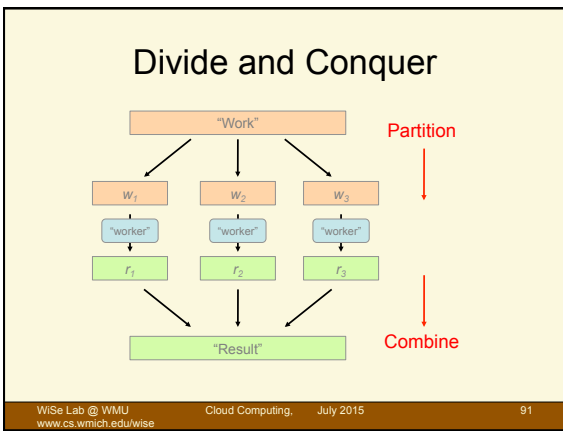 Divide and Conquer
“Work”
Partition
w1 w2 w3
“worker” “worker” “worker”
r1 r2 r3
“Result”
Combine
WiSe Lab @ WMU Cloud Computing, July 2015 91
www.cs.wmich.edu/wise